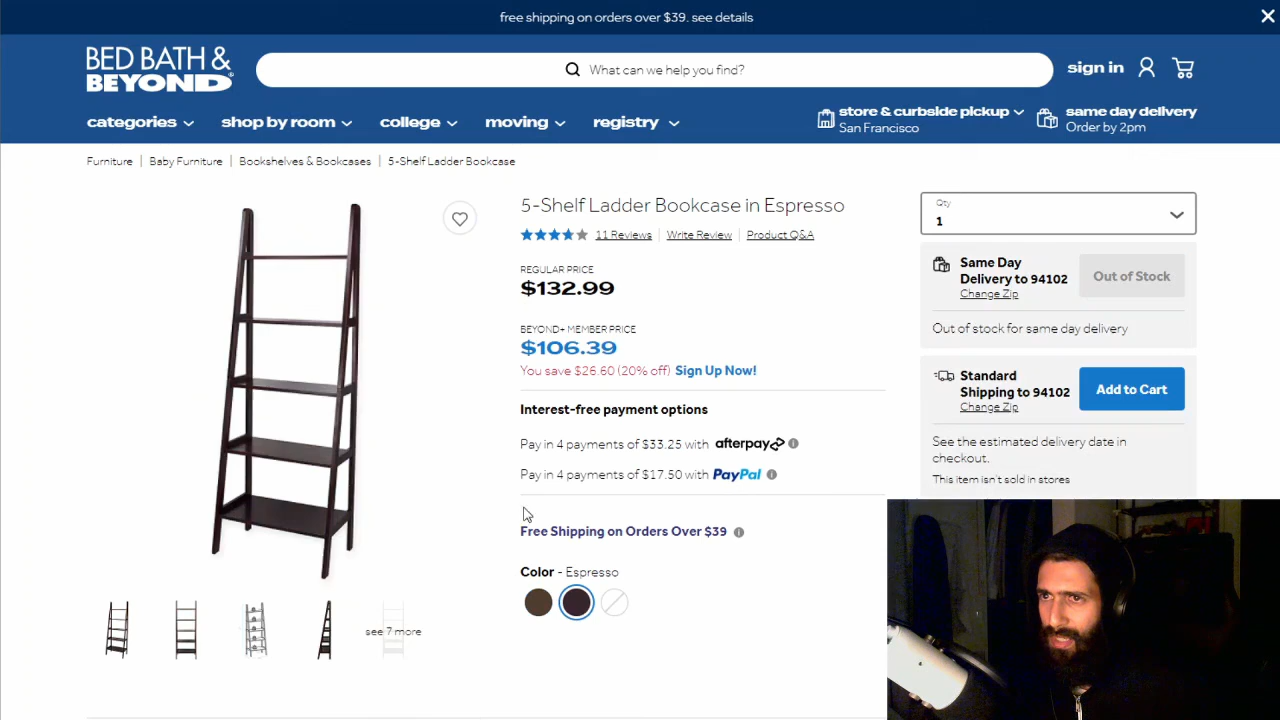 free shipping on orders over $39. see details
BED BATH &
BEYOND
What can we help you find?
sign in
categories
shop by room
college
moving
registry
store & curbside pickup
San Francisco
same day delivery
Order by 2pm
Furniture | Baby Furniture | Bookshelves & Bookcases | 5-Shelf Ladder Bookcase
5-Shelf Ladder Bookcase in Espresso
11 Reviews | Write Review | Product Q&A
REGULAR PRICE
$132.99
BEYOND+ MEMBER PRICE
$106.39
You save $26.60 (20% off) Sign Up Now!
Interest-free payment options
Pay in 4 payments of $33.25 with afterpay
Pay in 4 payments of $17.50 with PayPal
Free Shipping on Orders Over $39
Color - Espresso
see 7 more
Qty
1
Same Day
Delivery to 94102
Change Zip
Out of Stock
Out of stock for same day delivery
Standard
Shipping to 94102
Change Zip
Add to Cart
See the estimated delivery date in
checkout.
This item isn't sold in stores